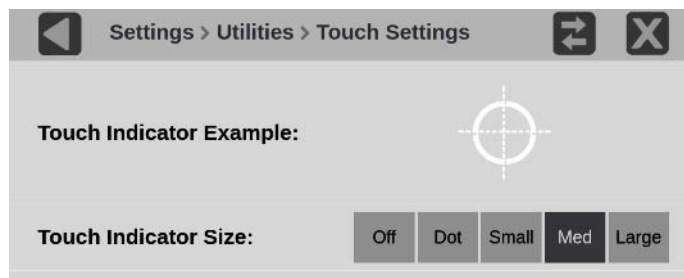 Settings > Utilities > Touch Settings
Touch Indicator Example:
Touch Indicator Size: Off Dot Small Med Large